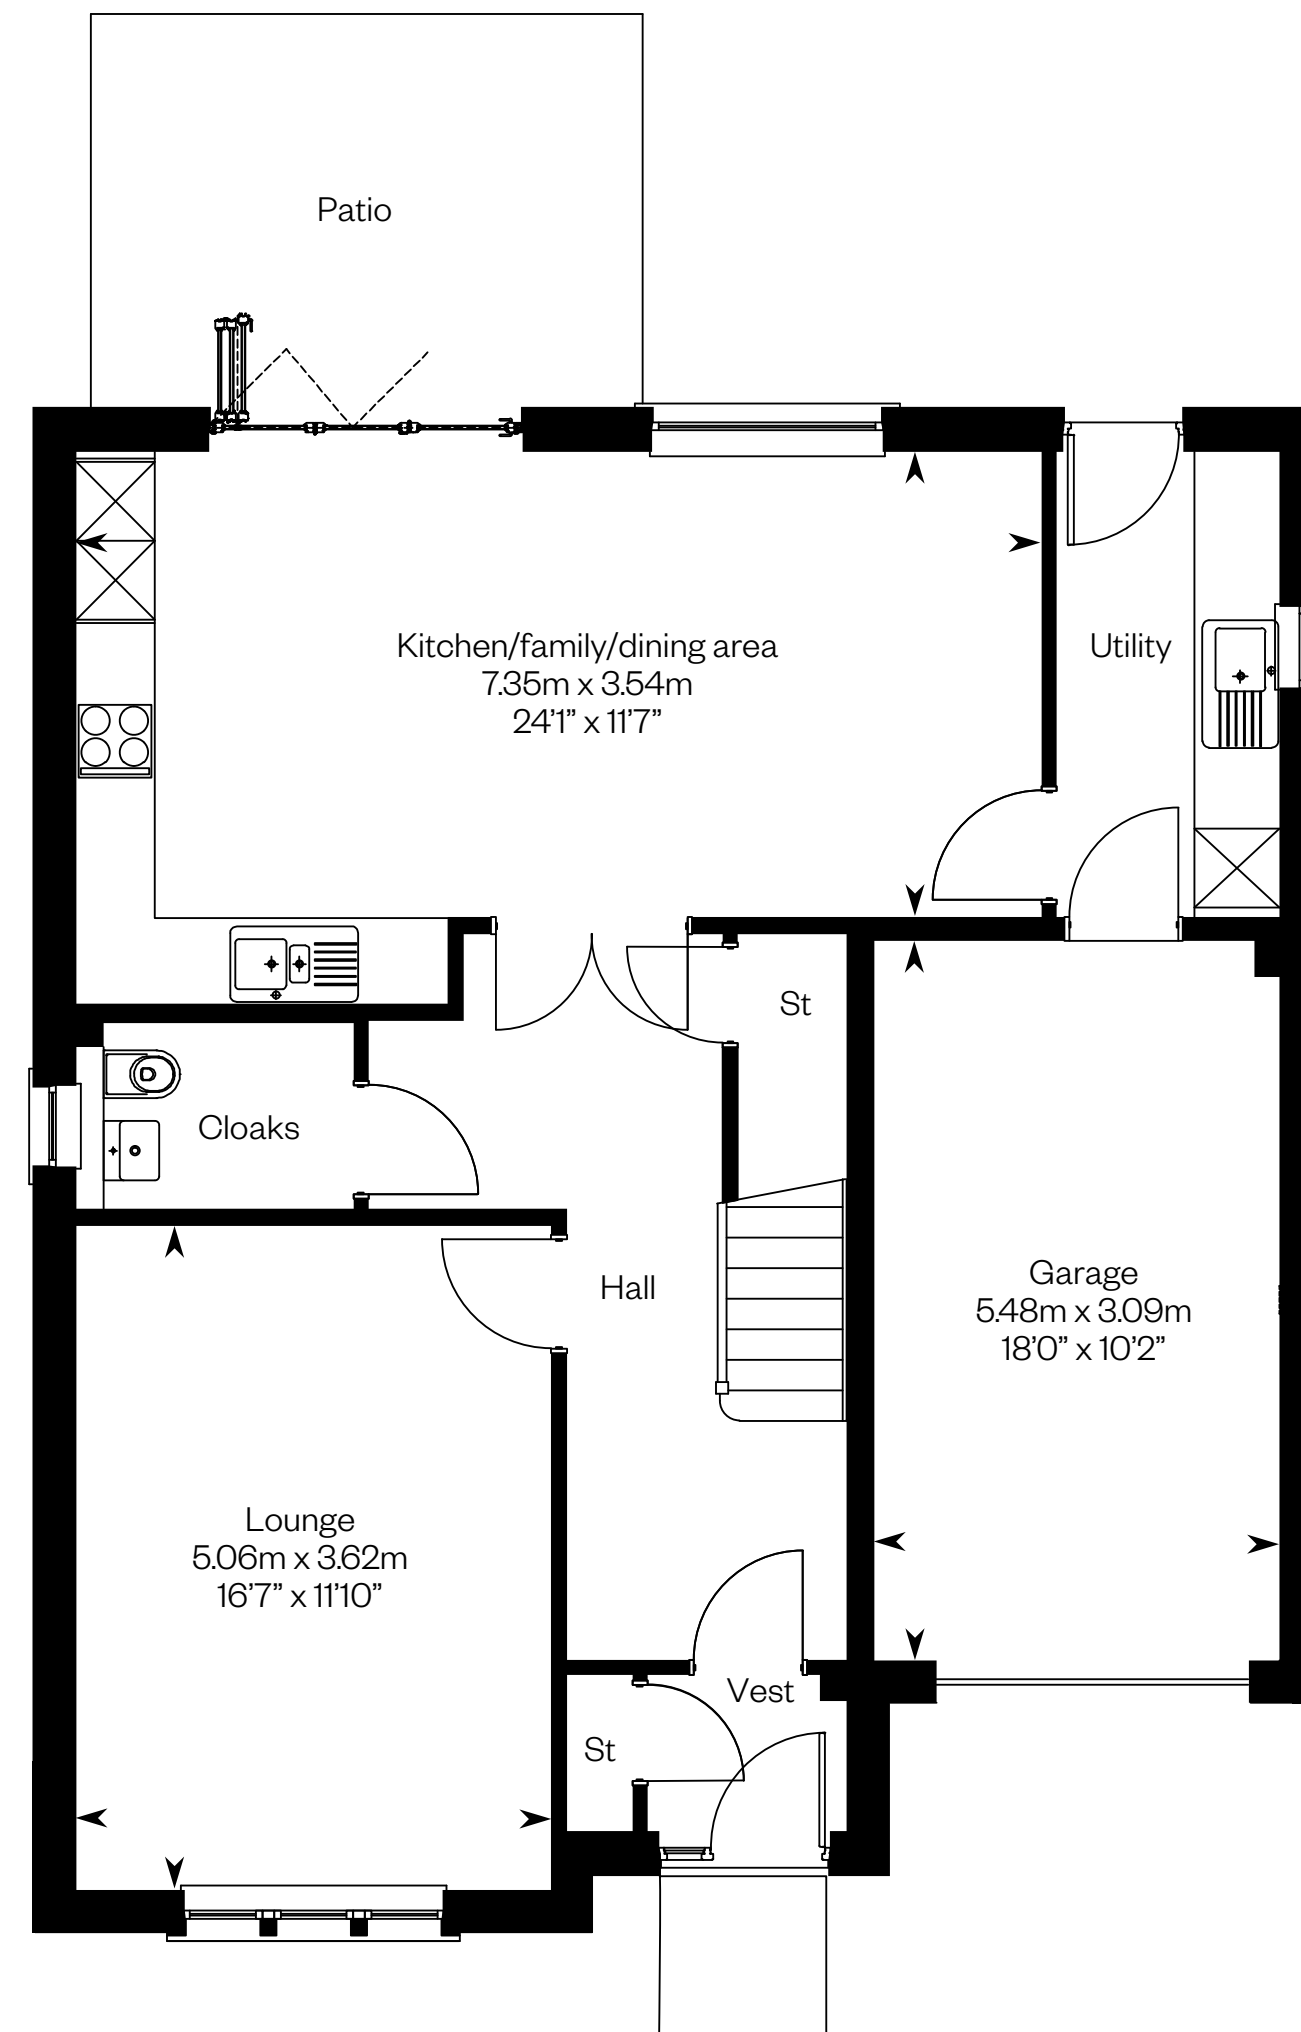 Patio
Kitchen/family/dining area
7.35m x 3.54m
24’1” x 11’7”
Utility
St
Cloaks
Hall
Garage
5.48m x 3.09m
18’0” x 10’2”
Lounge
5.06m x 3.62m
16’7” x 11’10”
Vest
St